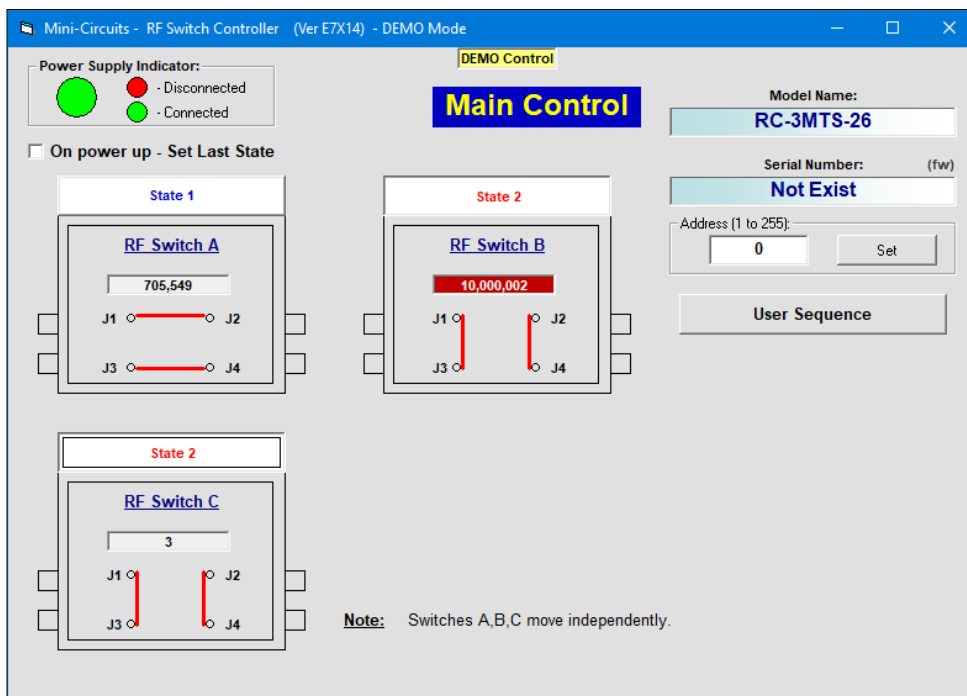 Mini-Circuits - RF Switch Controller (Ver E7X14) - DEMO Mode
DEMO Control
Power Supply Indicator:
- Disconnected
- Connected
Main Control
Model Name:
RC-3MTS-26
On power up - Set Last State
Serial Number: (fw)
Not Exist
State 1
State 2
Address (1 to 255):
0 Set
RF Switch A
705,549
J1 J2
J3 J4
RF Switch B
10,000,002
J1 J2
J3 J4
User Sequence
State 2
RF Switch C
3
J1 J2
J3 J4
Note: Switches A,B,C move independently.